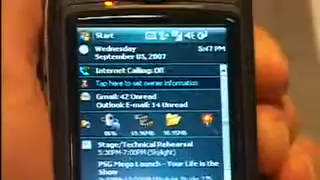 Start 5:47 PM
Wednesday
September 05, 2007
Internet Calling: Off
Tap here to set owner information
Gmail: 42 Unread
Outlook E-mail: 14 Unread
Stage/Technical Rehearsal
5:30PM-7:00PM (Skylight)
PSG Mega Launch - Your Life is the
Show